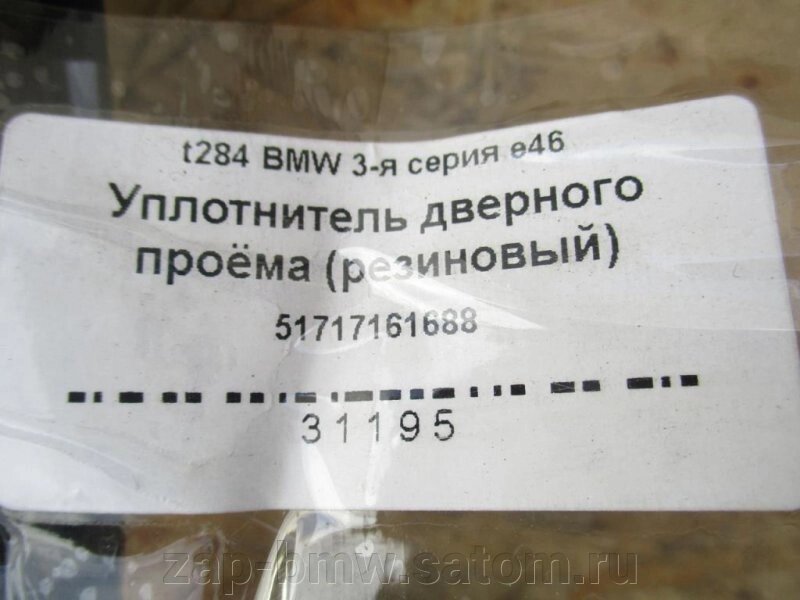 t284 BMW 3-я серия e46
Уплотнитель дверного
проёма (резиновый)
51717161688
31195
zap-bmw.satom.ru